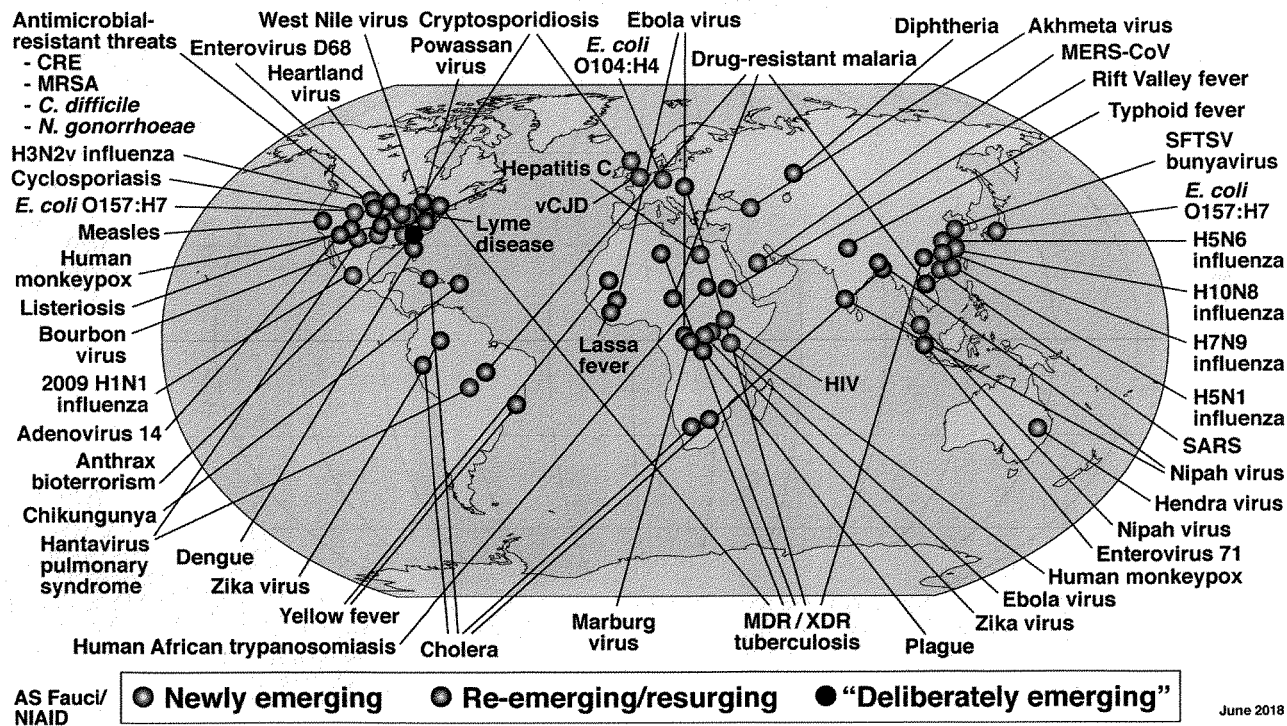 Antimicrobial-
resistant threats
- CRE
- MRSA
- C. difficile
- N. gonorrhoeae
H3N2v influenza
Cyclosporiasis
E. coli O157:H7
Measles
Human
monkeypox
Listeriosis
Bourbon
virus
2009 H1N1
influenza
Adenovirus 14
Anthrax
bioterrorism
Chikungunya
Hantavirus
pulmonary
syndrome
Enterovirus D68
Heartland
virus
West Nile virus
Powassan
virus
Cryptosporidiosis
E. coli
O104:H4
Ebola virus
Drug-resistant malaria
Diphtheria
Akhmeta virus
MERS-CoV
Rift Valley fever
Typhoid fever
SFTSV
bunyavirus
E. coli
O157:H7
H5N6
influenza
H10N8
influenza
H7N9
influenza
H5N1
influenza
SARS
Nipah virus
Hendra virus
Nipah virus
Enterovirus 71
Human monkeypox
Ebola virus
Zika virus
Plague
Hepatitis C
vCJD
Lyme
disease
Lassa
fever
HIV
Dengue
Zika virus
Yellow fever
Human African trypanosomiasis
Cholera
Marburg
virus
MDR/XDR
tuberculosis
AS Fauci/
NIAID
Newly emerging
Re-emerging/resurging
“Deliberately emerging”
June 2018